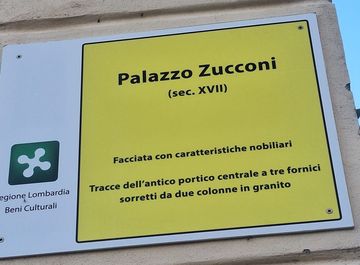 Palazzo Zucconi
(sec. XVII)
Facciata con caratteristiche nobiliari
Tracce dell'antico portico centrale a tre fornici
sorretti da due colonne in granito
egione Lombardia
Beni Culturali